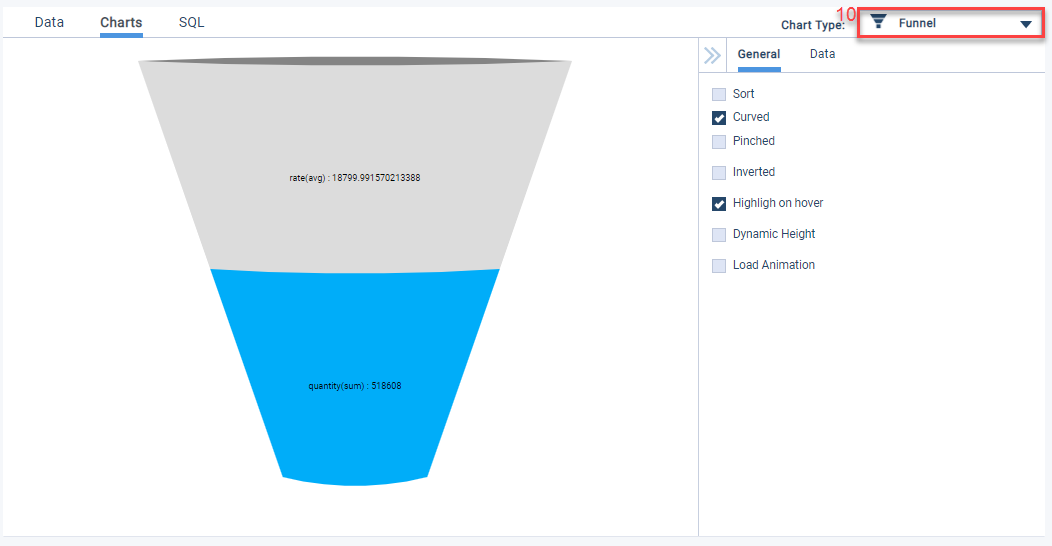 Data Charts SQL
10
Chart Type: Funnel
General Data
Sort
Curved
Pinched
Inverted
Highligh on hover
Dynamic Height
Load Animation
rate(avg) : 18799.991570213388
quantity(sum) : 518608